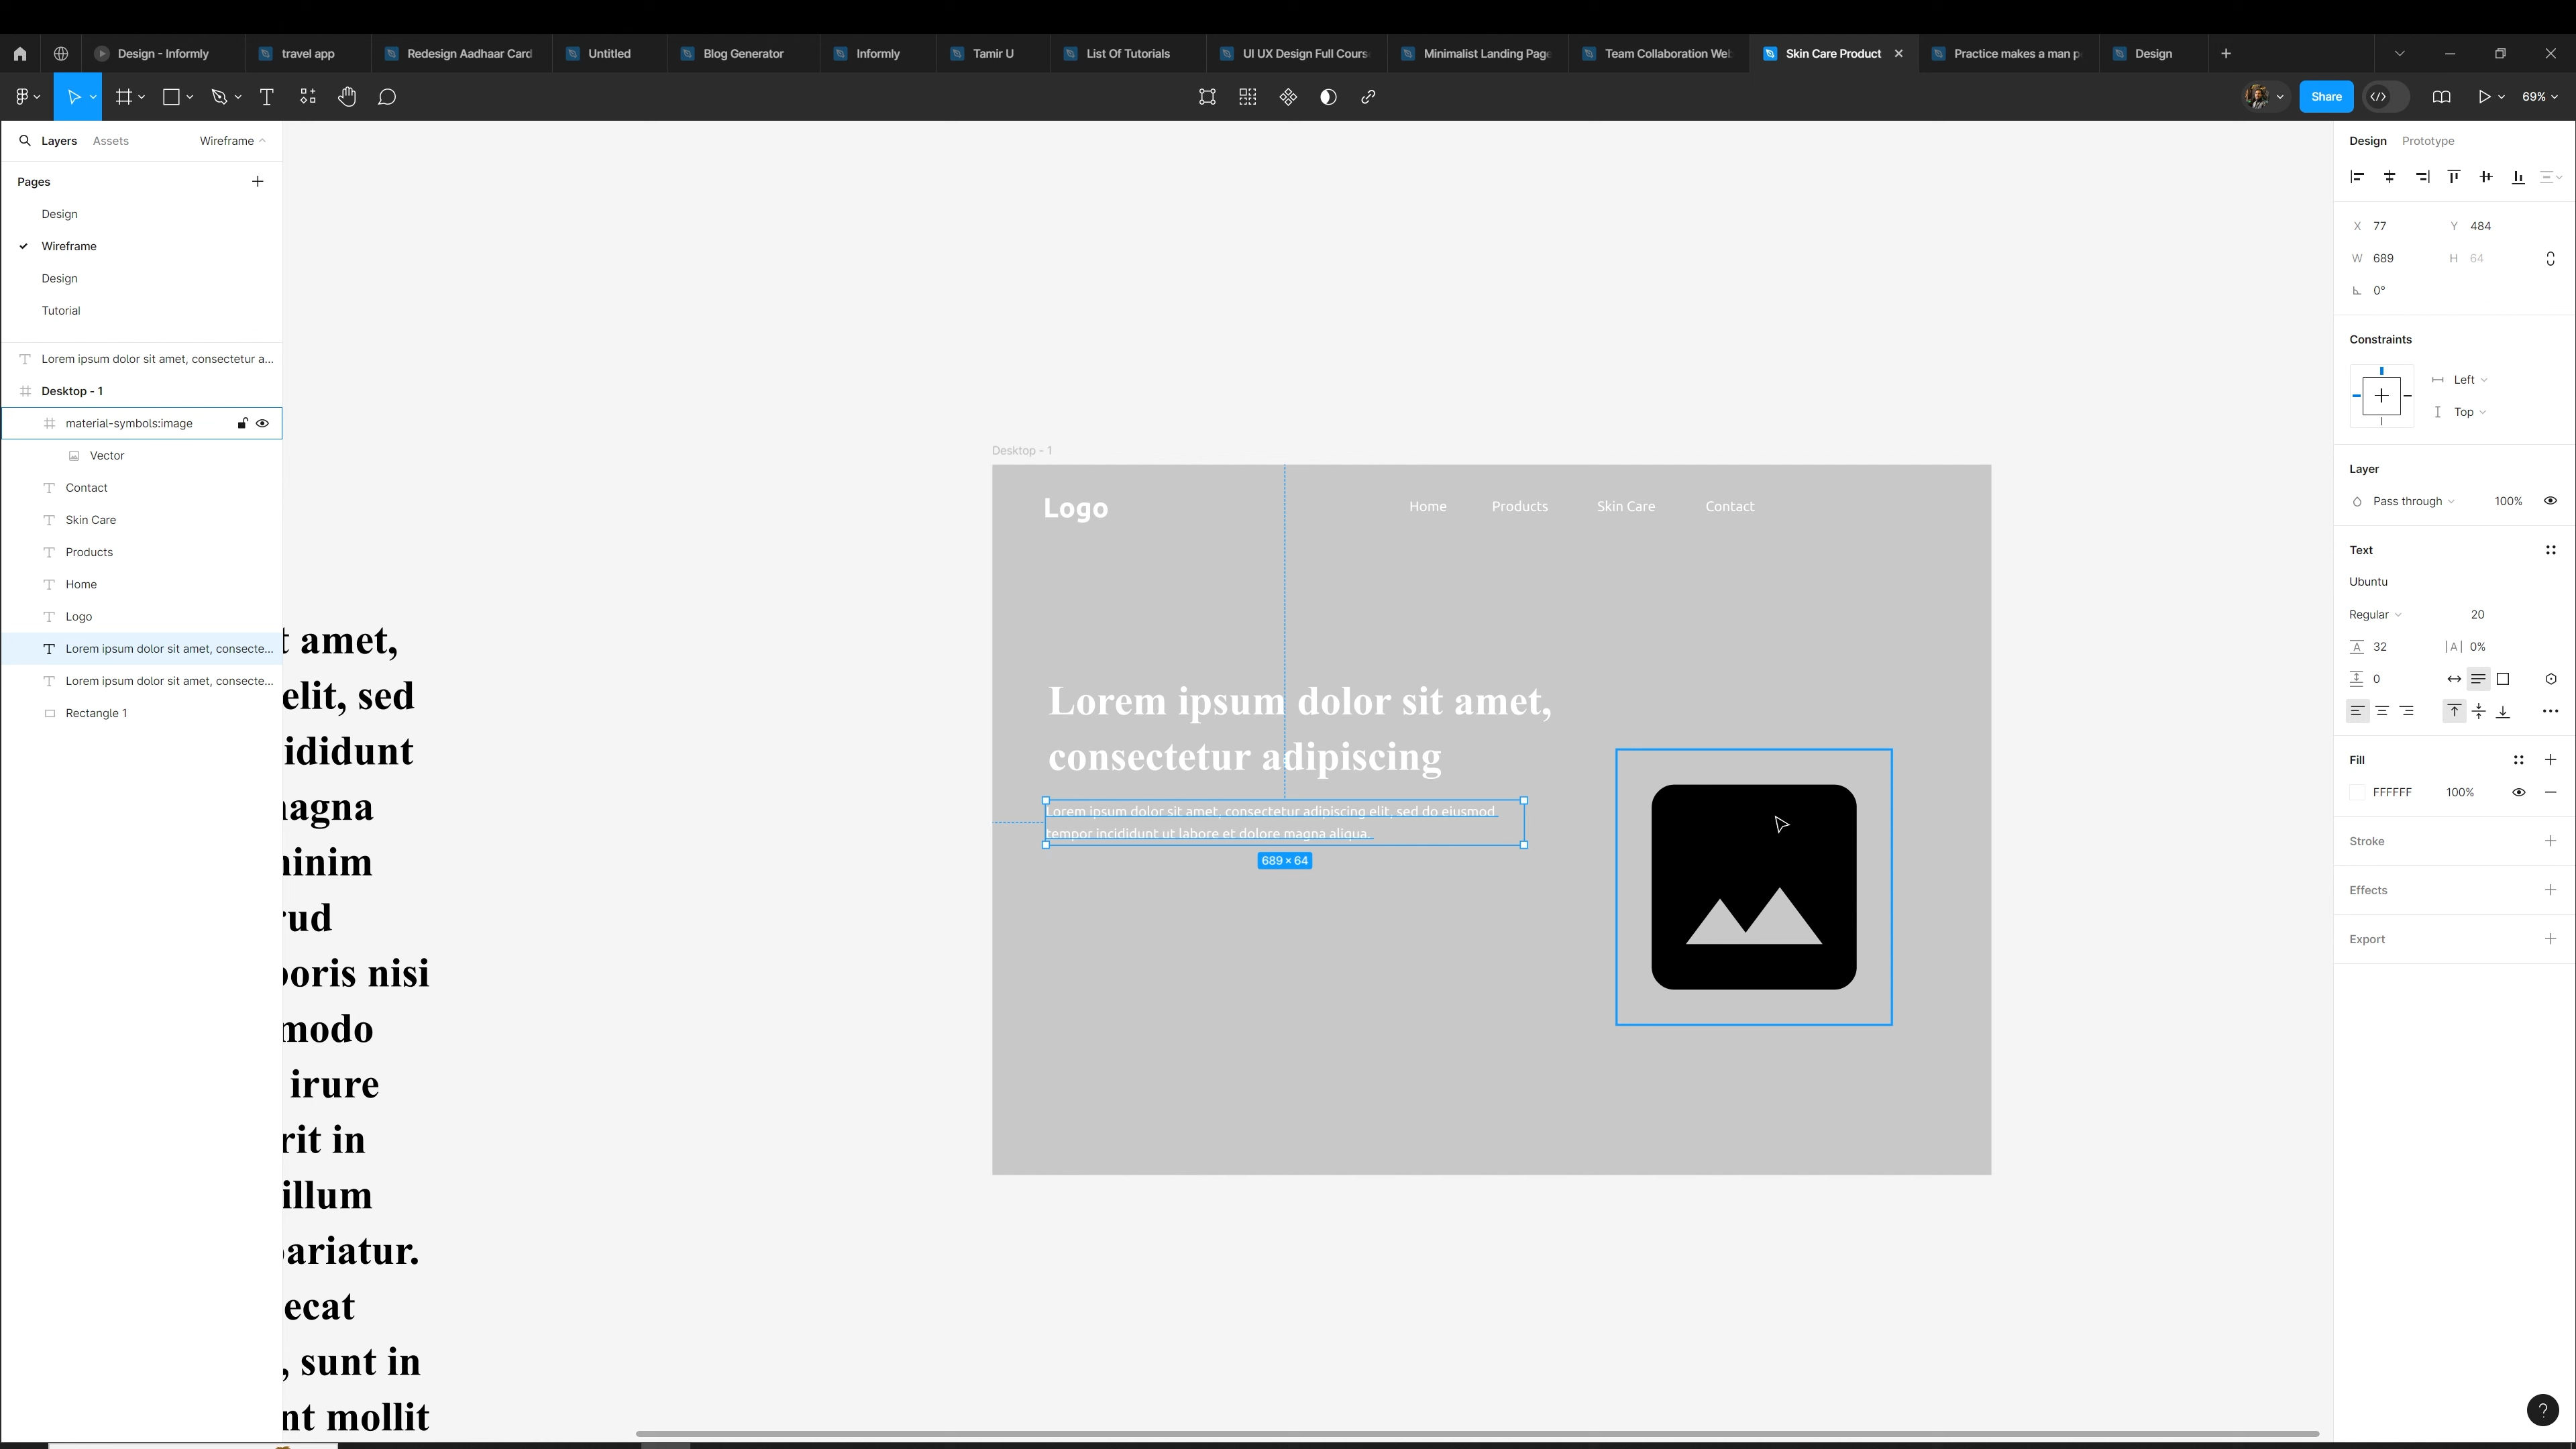 Design - Informly
travel app
Redesign Aadhaar Card
Untitled
Blog Generator
Informly
Tamir U
List Of Tutorials
UI UX Design Full Cours
Minimalist Landing Page
Team Collaboration Web
Skin Care Product
Practice makes a man p
Design
Share
69%
Layers
Assets
Wireframe
Pages
Design
Wireframe
Design
Tutorial
Lorem ipsum dolor sit amet, consectetur a...
Desktop - 1
material-symbols:image
Vector
Contact
Skin Care
Products
Home
Logo
Lorem ipsum dolor sit amet, consecte...
Lorem ipsum dolor sit amet, consecte...
Rectangle 1
t amet,
elit, sed
ididunt
agna
inim
rud
oris nisi
modo
irure
rit in
illum
pariatur.
ecat
, sunt in
nt mollit
Desktop - 1
Logo
Home
Products
Skin Care
Contact
Lorem ipsum dolor sit amet,
consectetur adipiscing
Lorem ipsum dolor sit amet, consectetur adipiscing elit, sed do eiusmod
tempor incididunt ut labore et dolore magna aliqua.
689 × 64
Design
Prototype
X 77
Y 484
W 689
H 64
0°
Constraints
Left
Top
Layer
Pass through
100%
Text
Ubuntu
Regular
20
32
|A| 0%
0
Fill
FFFFFF
100%
Stroke
Effects
Export
?